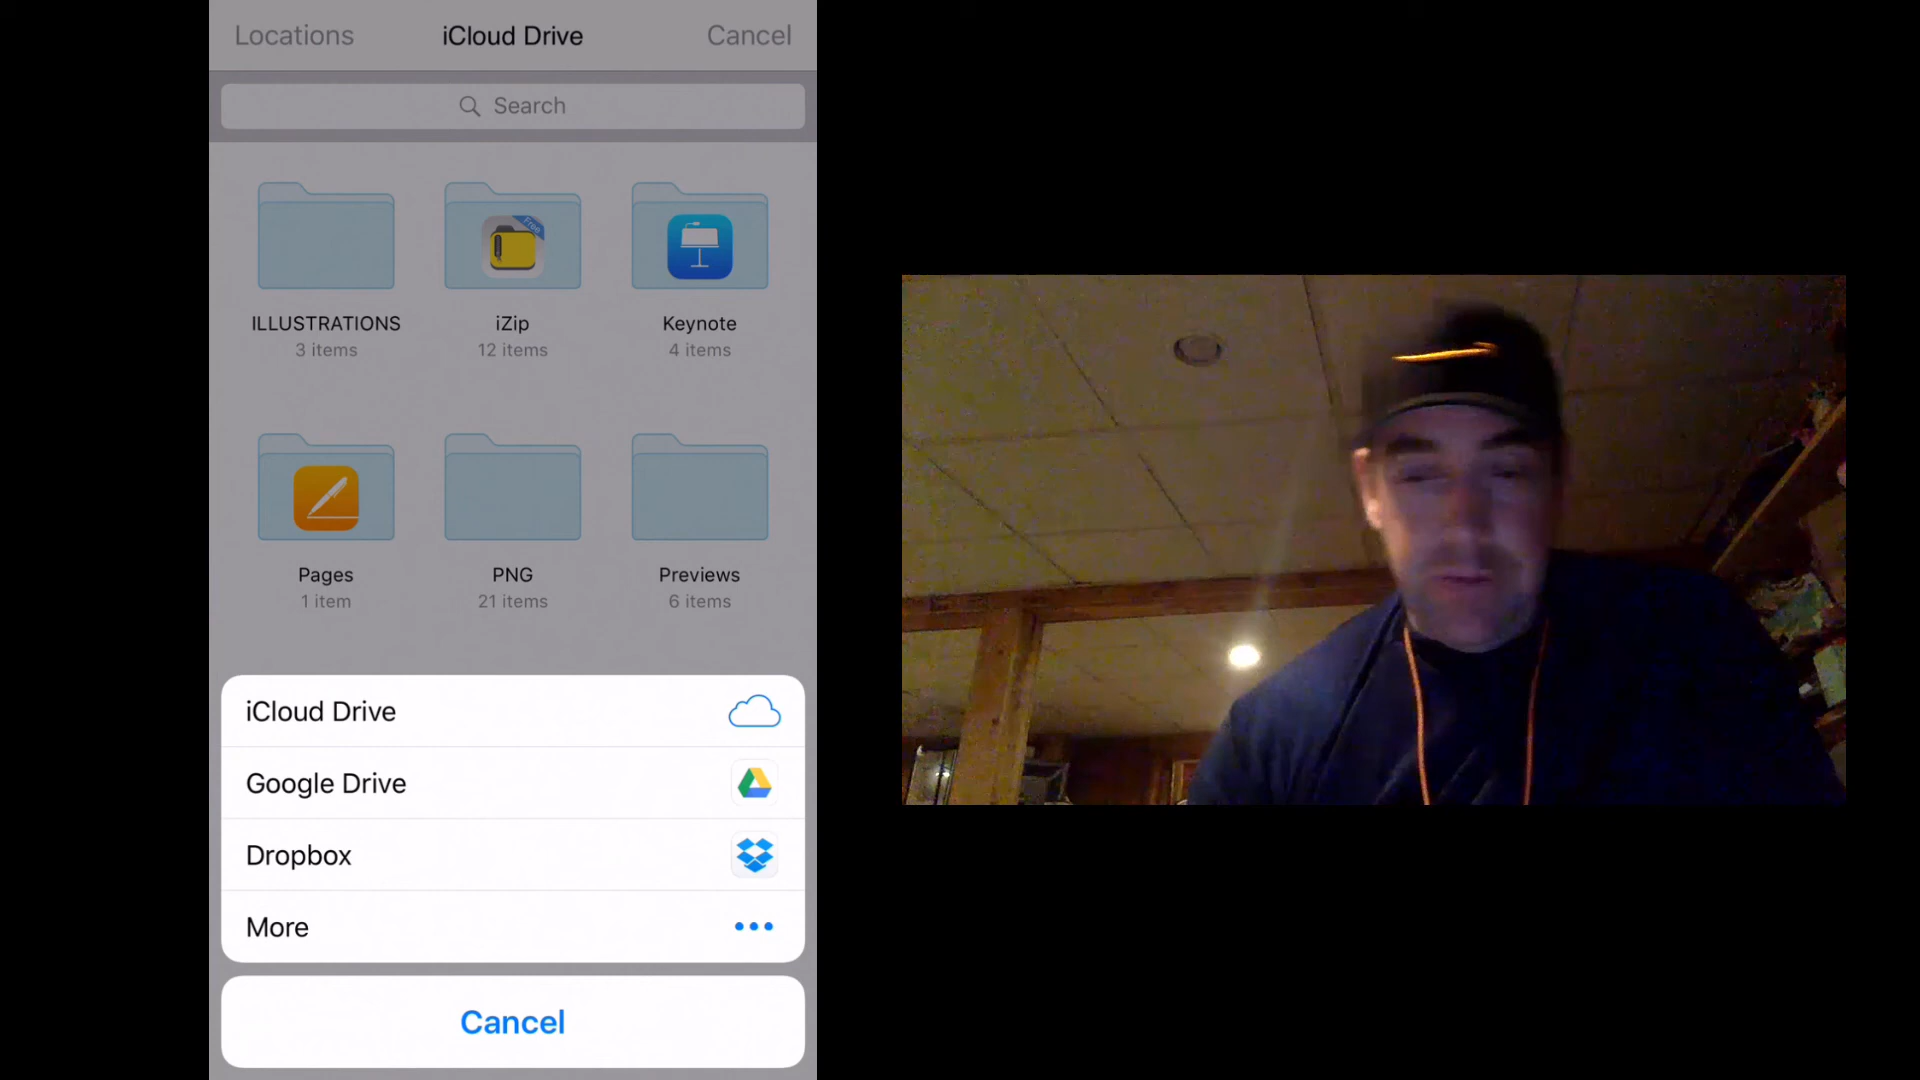 Locations iCloud Drive Cancel
Search
Free
ILLUSTRATIONS iZip Keynote
3 items 12 items 4 items
Pages PNG Previews
1 item 21 items 6 items
iCloud Drive
Google Drive
Dropbox
More
Cancel